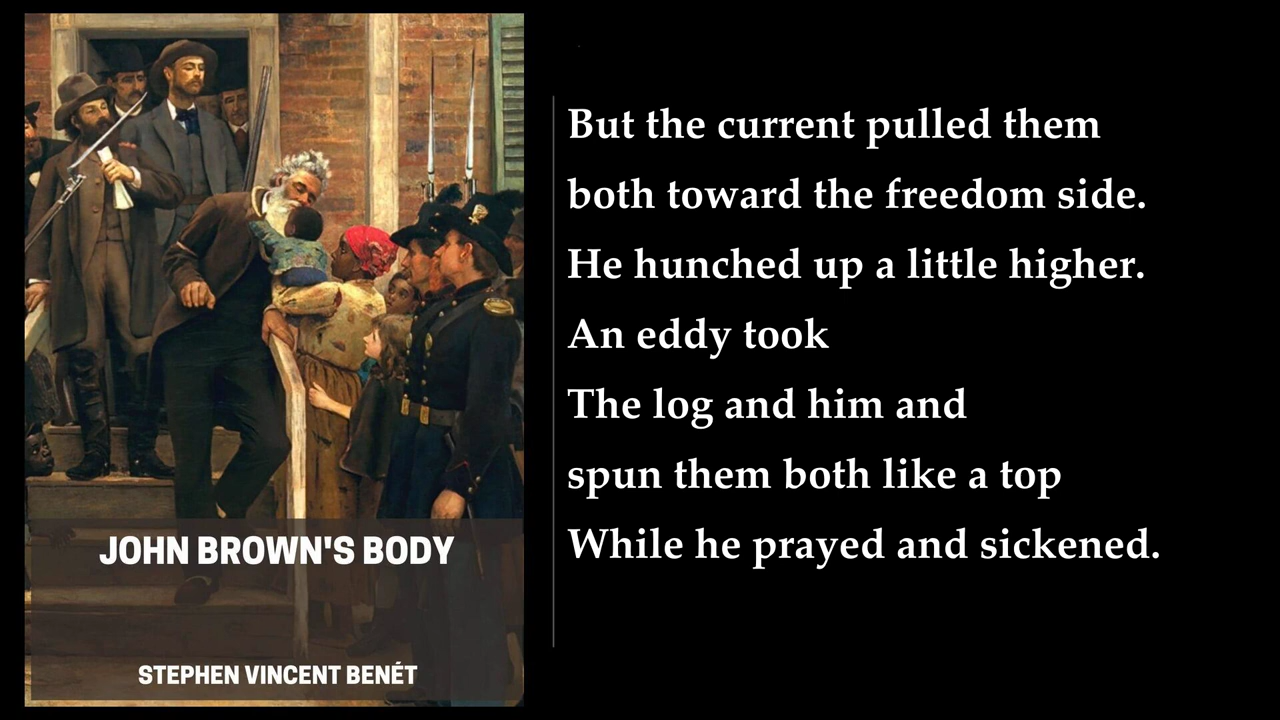 JOHN BROWN'S BODY
STEPHEN VINCENT BENÉT
But the current pulled them
both toward the freedom side.
He hunched up a little higher.
An eddy took
The log and him and
spun them both like a top
While he prayed and sickened.